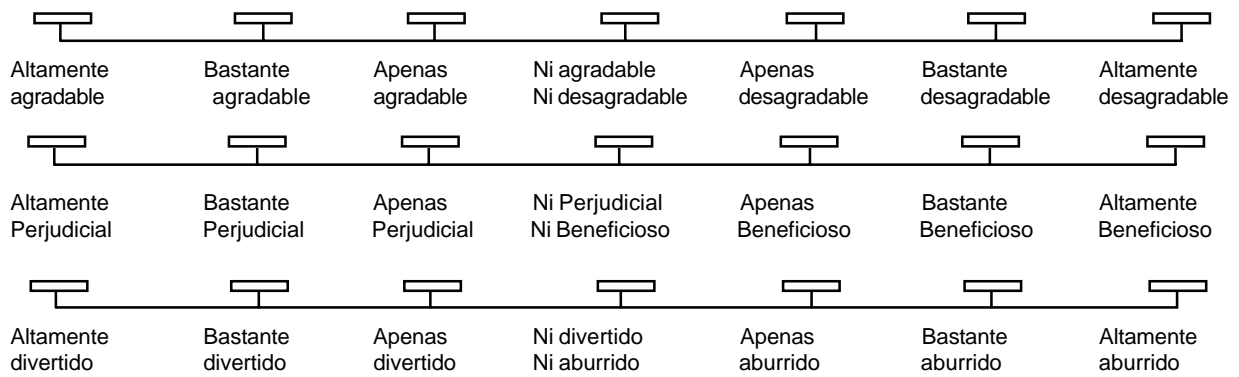 Altamente Bastante Apenas Ni agradable Apenas Bastante Altamente
agradable agradable agradable Ni desagradable desagradable desagradable desagradable
Altamente Bastante Apenas Ni Perjudicial Apenas Bastante Altamente
Perjudicial Perjudicial Perjudicial Ni Beneficioso Beneficioso Beneficioso Beneficioso
Altamente Bastante Apenas Ni divertido Apenas Bastante Altamente
divertido divertido divertido Ni aburrido aburrido aburrido aburrido